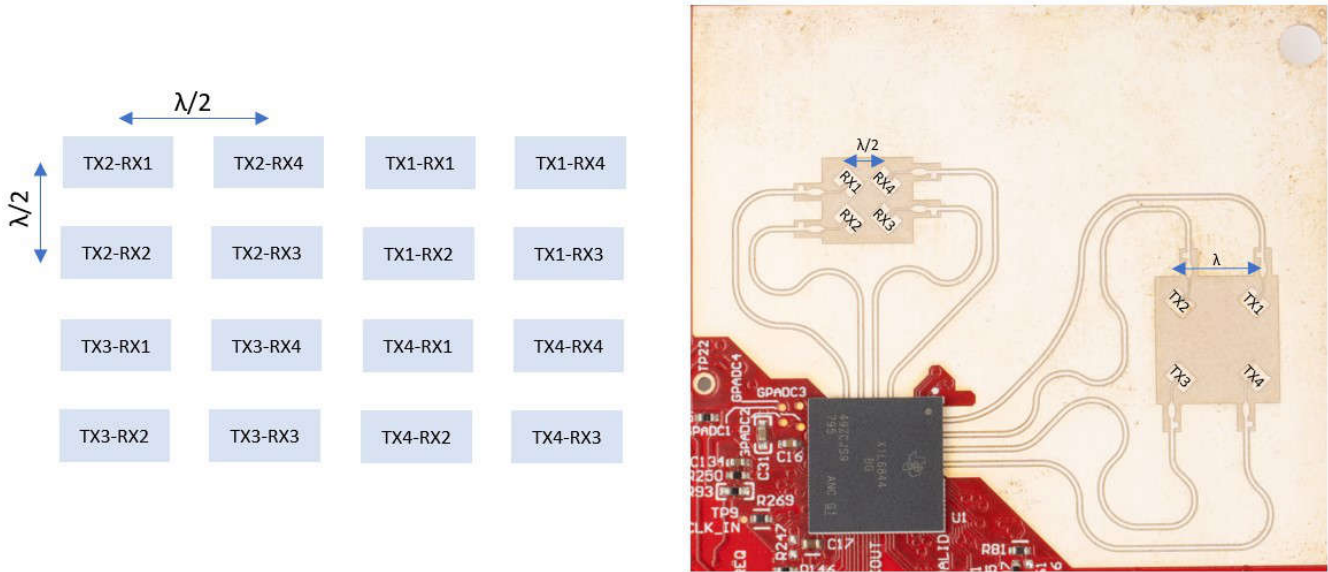 λ/2
λ/2
TX2-RX1 TX2-RX4 TX1-RX1 TX1-RX4
TX2-RX2 TX2-RX3 TX1-RX2 TX1-RX3
TX3-RX1 TX3-RX4 TX4-RX1 TX4-RX4
TX3-RX2 TX3-RX3 TX4-RX2 TX4-RX3
λ/2
RX1 RX4
RX2 RX3
λ
TX2 TX1
TX3 TX4
TP22
GPADC4
GPADC3
GPADC2
GPADC1
C31
C16
C134
R250
R93
R269
TP9
CLK_IN
R247
C17
R146
U1
R81
XIL6844